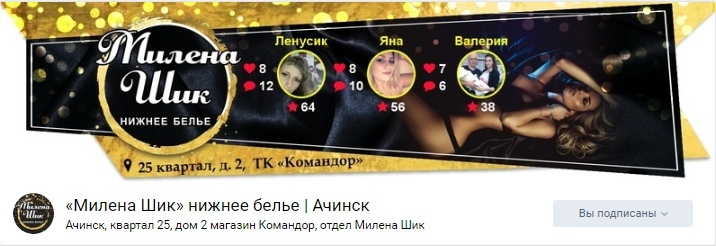 Милена
Шик
НИЖНЕЕ БЕЛЬЕ
Ленусик
8
12
64
Яна
8
10
56
Валерия
7
6
38
25 квартал, д. 2, ТК «Командор»
«Милена Шик» нижнее белье | Ачинск
Ачинск, квартал 25, дом 2 магазин Командор, отдел Милена Шик
Вы подписаны
Милена
Шик